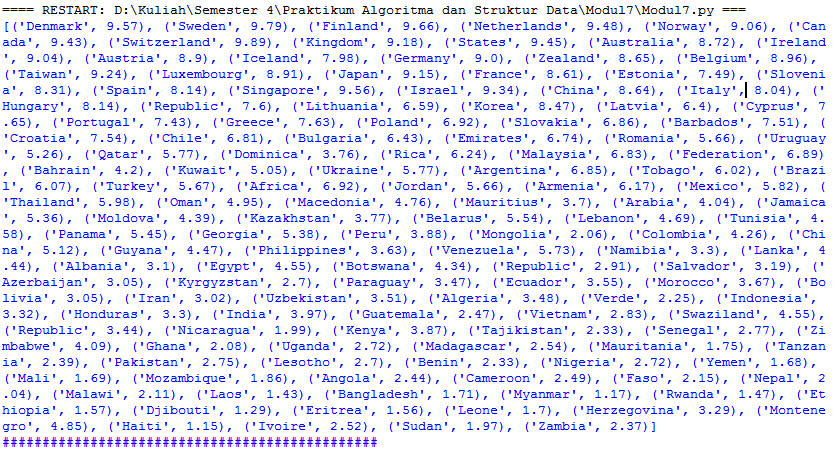 ==== RESTART: D:\Kuliah\Semester 4\Praktikum Algoritma dan Struktur Data\Modul7\Modul7.py ===
[('Denmark', 9.57), ('Sweden', 9.79), ('Finland', 9.66), ('Netherlands', 9.48), ('Norway', 9.06), ('Can
ada', 9.43), ('Switzerland', 9.89), ('Kingdom', 9.18), ('States', 9.45), ('Australia', 8.72), ('Ireland
', 9.04), ('Austria', 8.9), ('Iceland', 7.98), ('Germany', 9.0), ('Zealand', 8.65), ('Belgium', 8.96),
('Taiwan', 9.24), ('Luxembourg', 8.91), ('Japan', 9.15), ('France', 8.61), ('Estonia', 7.49), ('Sloveni
a', 8.31), ('Spain', 8.14), ('Singapore', 9.56), ('Israel', 9.34), ('China', 8.64), ('Italy', 8.04), ('
Hungary', 8.14), ('Republic', 7.6), ('Lithuania', 6.59), ('Korea', 8.47), ('Latvia', 6.4), ('Cyprus', 7
.65), ('Portugal', 7.43), ('Greece', 7.63), ('Poland', 6.92), ('Slovakia', 6.86), ('Barbados', 7.51), (
'Croatia', 7.54), ('Chile', 6.81), ('Bulgaria', 6.43), ('Emirates', 6.74), ('Romania', 5.66), ('Uruguay
', 5.26), ('Qatar', 5.77), ('Dominica', 3.76), ('Rica', 6.24), ('Malaysia', 6.83), ('Federation', 6.89)
, ('Bahrain', 4.2), ('Kuwait', 5.05), ('Ukraine', 5.77), ('Argentina', 6.85), ('Tobago', 6.02), ('Brazi
l', 6.07), ('Turkey', 5.67), ('Africa', 6.92), ('Jordan', 5.66), ('Armenia', 6.17), ('Mexico', 5.82), (
'Thailand', 5.98), ('Oman', 4.95), ('Macedonia', 4.76), ('Mauritius', 3.7), ('Arabia', 4.04), ('Jamaica
', 5.36), ('Moldova', 4.39), ('Kazakhstan', 3.77), ('Belarus', 5.54), ('Lebanon', 4.69), ('Tunisia', 4.
58), ('Panama', 5.45), ('Georgia', 5.38), ('Peru', 3.88), ('Mongolia', 2.06), ('Colombia', 4.26), ('Chi
na', 5.12), ('Guyana', 4.47), ('Philippines', 3.63), ('Venezuela', 5.73), ('Namibia', 3.3), ('Lanka', 4
.44), ('Albania', 3.1), ('Egypt', 4.55), ('Botswana', 4.34), ('Republic', 2.91), ('Salvador', 3.19), ('
Azerbaijan', 3.05), ('Kyrgyzstan', 2.7), ('Paraguay', 3.47), ('Ecuador', 3.55), ('Morocco', 3.67), ('Bo
livia', 3.05), ('Iran', 3.02), ('Uzbekistan', 3.51), ('Algeria', 3.48), ('Verde', 2.25), ('Indonesia',
3.32), ('Honduras', 3.3), ('India', 3.97), ('Guatemala', 2.47), ('Vietnam', 2.83), ('Swaziland', 4.55),
('Republic', 3.44), ('Nicaragua', 1.99), ('Kenya', 3.87), ('Tajikistan', 2.33), ('Senegal', 2.77), ('Zi
mbabwe', 4.09), ('Ghana', 2.08), ('Uganda', 2.72), ('Madagascar', 2.54), ('Mauritania', 1.75), ('Tanzan
ia', 2.39), ('Pakistan', 2.75), ('Lesotho', 2.7), ('Benin', 2.33), ('Nigeria', 2.72), ('Yemen', 1.68),
('Mali', 1.69), ('Mozambique', 1.86), ('Angola', 2.44), ('Cameroon', 2.49), ('Faso', 2.15), ('Nepal', 2
.04), ('Malawi', 2.11), ('Laos', 1.43), ('Bangladesh', 1.71), ('Myanmar', 1.17), ('Rwanda', 1.47), ('Et
hiopia', 1.57), ('Djibouti', 1.29), ('Eritrea', 1.56), ('Leone', 1.7), ('Herzegovina', 3.29), ('Montene
gro', 4.85), ('Haiti', 1.15), ('Ivoire', 2.52), ('Sudan', 1.97), ('Zambia', 2.37)]
###############################################